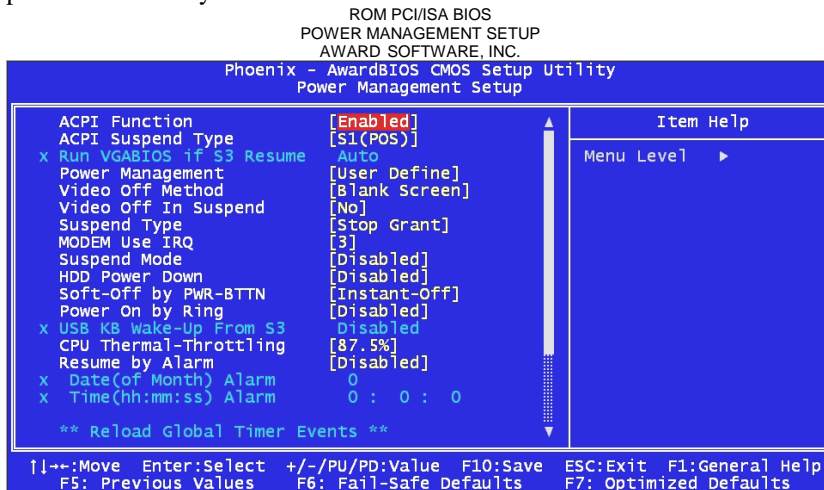 ROM PCI/ISA BIOS
POWER MANAGEMENT SETUP
AWARD SOFTWARE, INC.
Phoenix - AwardBIOS CMOS Setup Utility
Power Management Setup
ACPI Function [Enabled]
ACPI Suspend Type [S1(POS)]
x Run VGABIOS if S3 Resume Auto
Power Management [User Define]
Video Off Method [Blank Screen]
Video Off In Suspend [No]
Suspend Type [Stop Grant]
MODEM Use IRQ [3]
Suspend Mode [Disabled]
HDD Power Down [Disabled]
Soft-Off by PWR-BTTN [Instant-Off]
Power On by Ring [Disabled]
x USB KB Wake-Up From S3 Disabled
CPU Thermal-Throttling [87.5%]
Resume by Alarm [Disabled]
x Date(of Month) Alarm 0
x Time(hh:mm:ss) Alarm 0 : 0 : 0
** Reload Global Timer Events **
Item Help
Menu Level ►
↑↓→←:Move Enter:Select +/-/PU/PD:Value F10:Save ESC:Exit F1:General Help
F5: Previous Values F6: Fail-Safe Defaults F7: Optimized Defaults